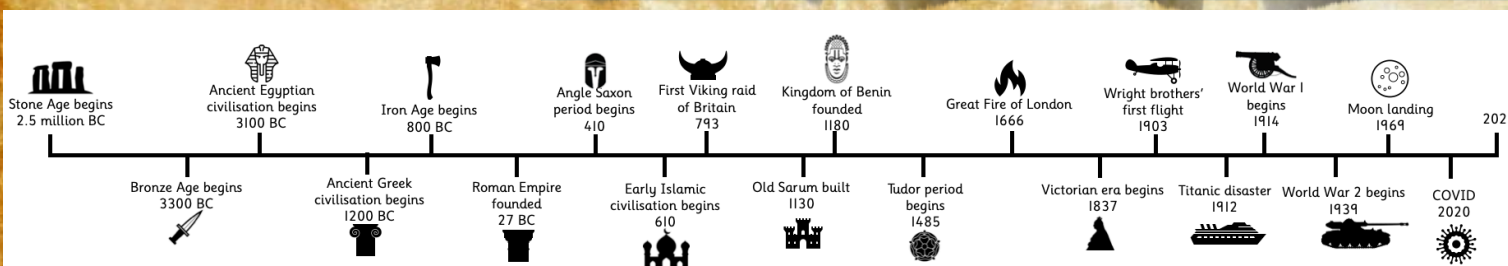 Stone Age begins
2.5 million BC
Bronze Age begins
3300 BC
Ancient Egyptian
civilisation begins
3100 BC
Ancient Greek
civilisation begins
1200 BC
Iron Age begins
800 BC
Roman Empire
founded
27 BC
Angle Saxon
period begins
410
Early Islamic
civilisation begins
610
First Viking raid
of Britain
793
Old Sarum built
1130
Kingdom of Benin
founded
1180
Tudor period
begins
1485
Great Fire of London
1666
Victorian era begins
1837
Wright brothers'
first flight
1903
Titanic disaster
1912
World War I
begins
1914
World War 2 begins
1939
Moon landing
1969
COVID
2020
202